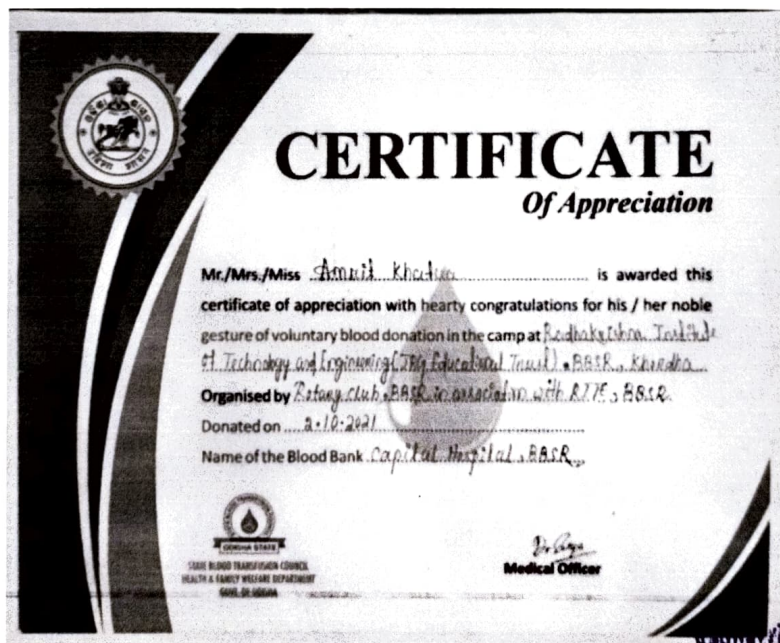 CERTIFICATE
Of Appreciation
Mr./Mrs./Miss Amrit Khatua is awarded this
certificate of appreciation with hearty congratulations for his / her noble
gesture of voluntary blood donation in the camp at Radhakrishna Institute
of Technology and Engineering (JBG Educational Trust), BBSR, Khordha
Organised by Rotary club, BBSR in association with RITE, BBSR
Donated on 2.10.2021
Name of the Blood Bank Capital Hospital, BBSR
ODISHA STATE
STATE BLOOD TRANSFUSION COUNCIL
HEALTH & FAMILY WELFARE DEPARTMENT
GOVT. OF ODISHA
Medical Officer